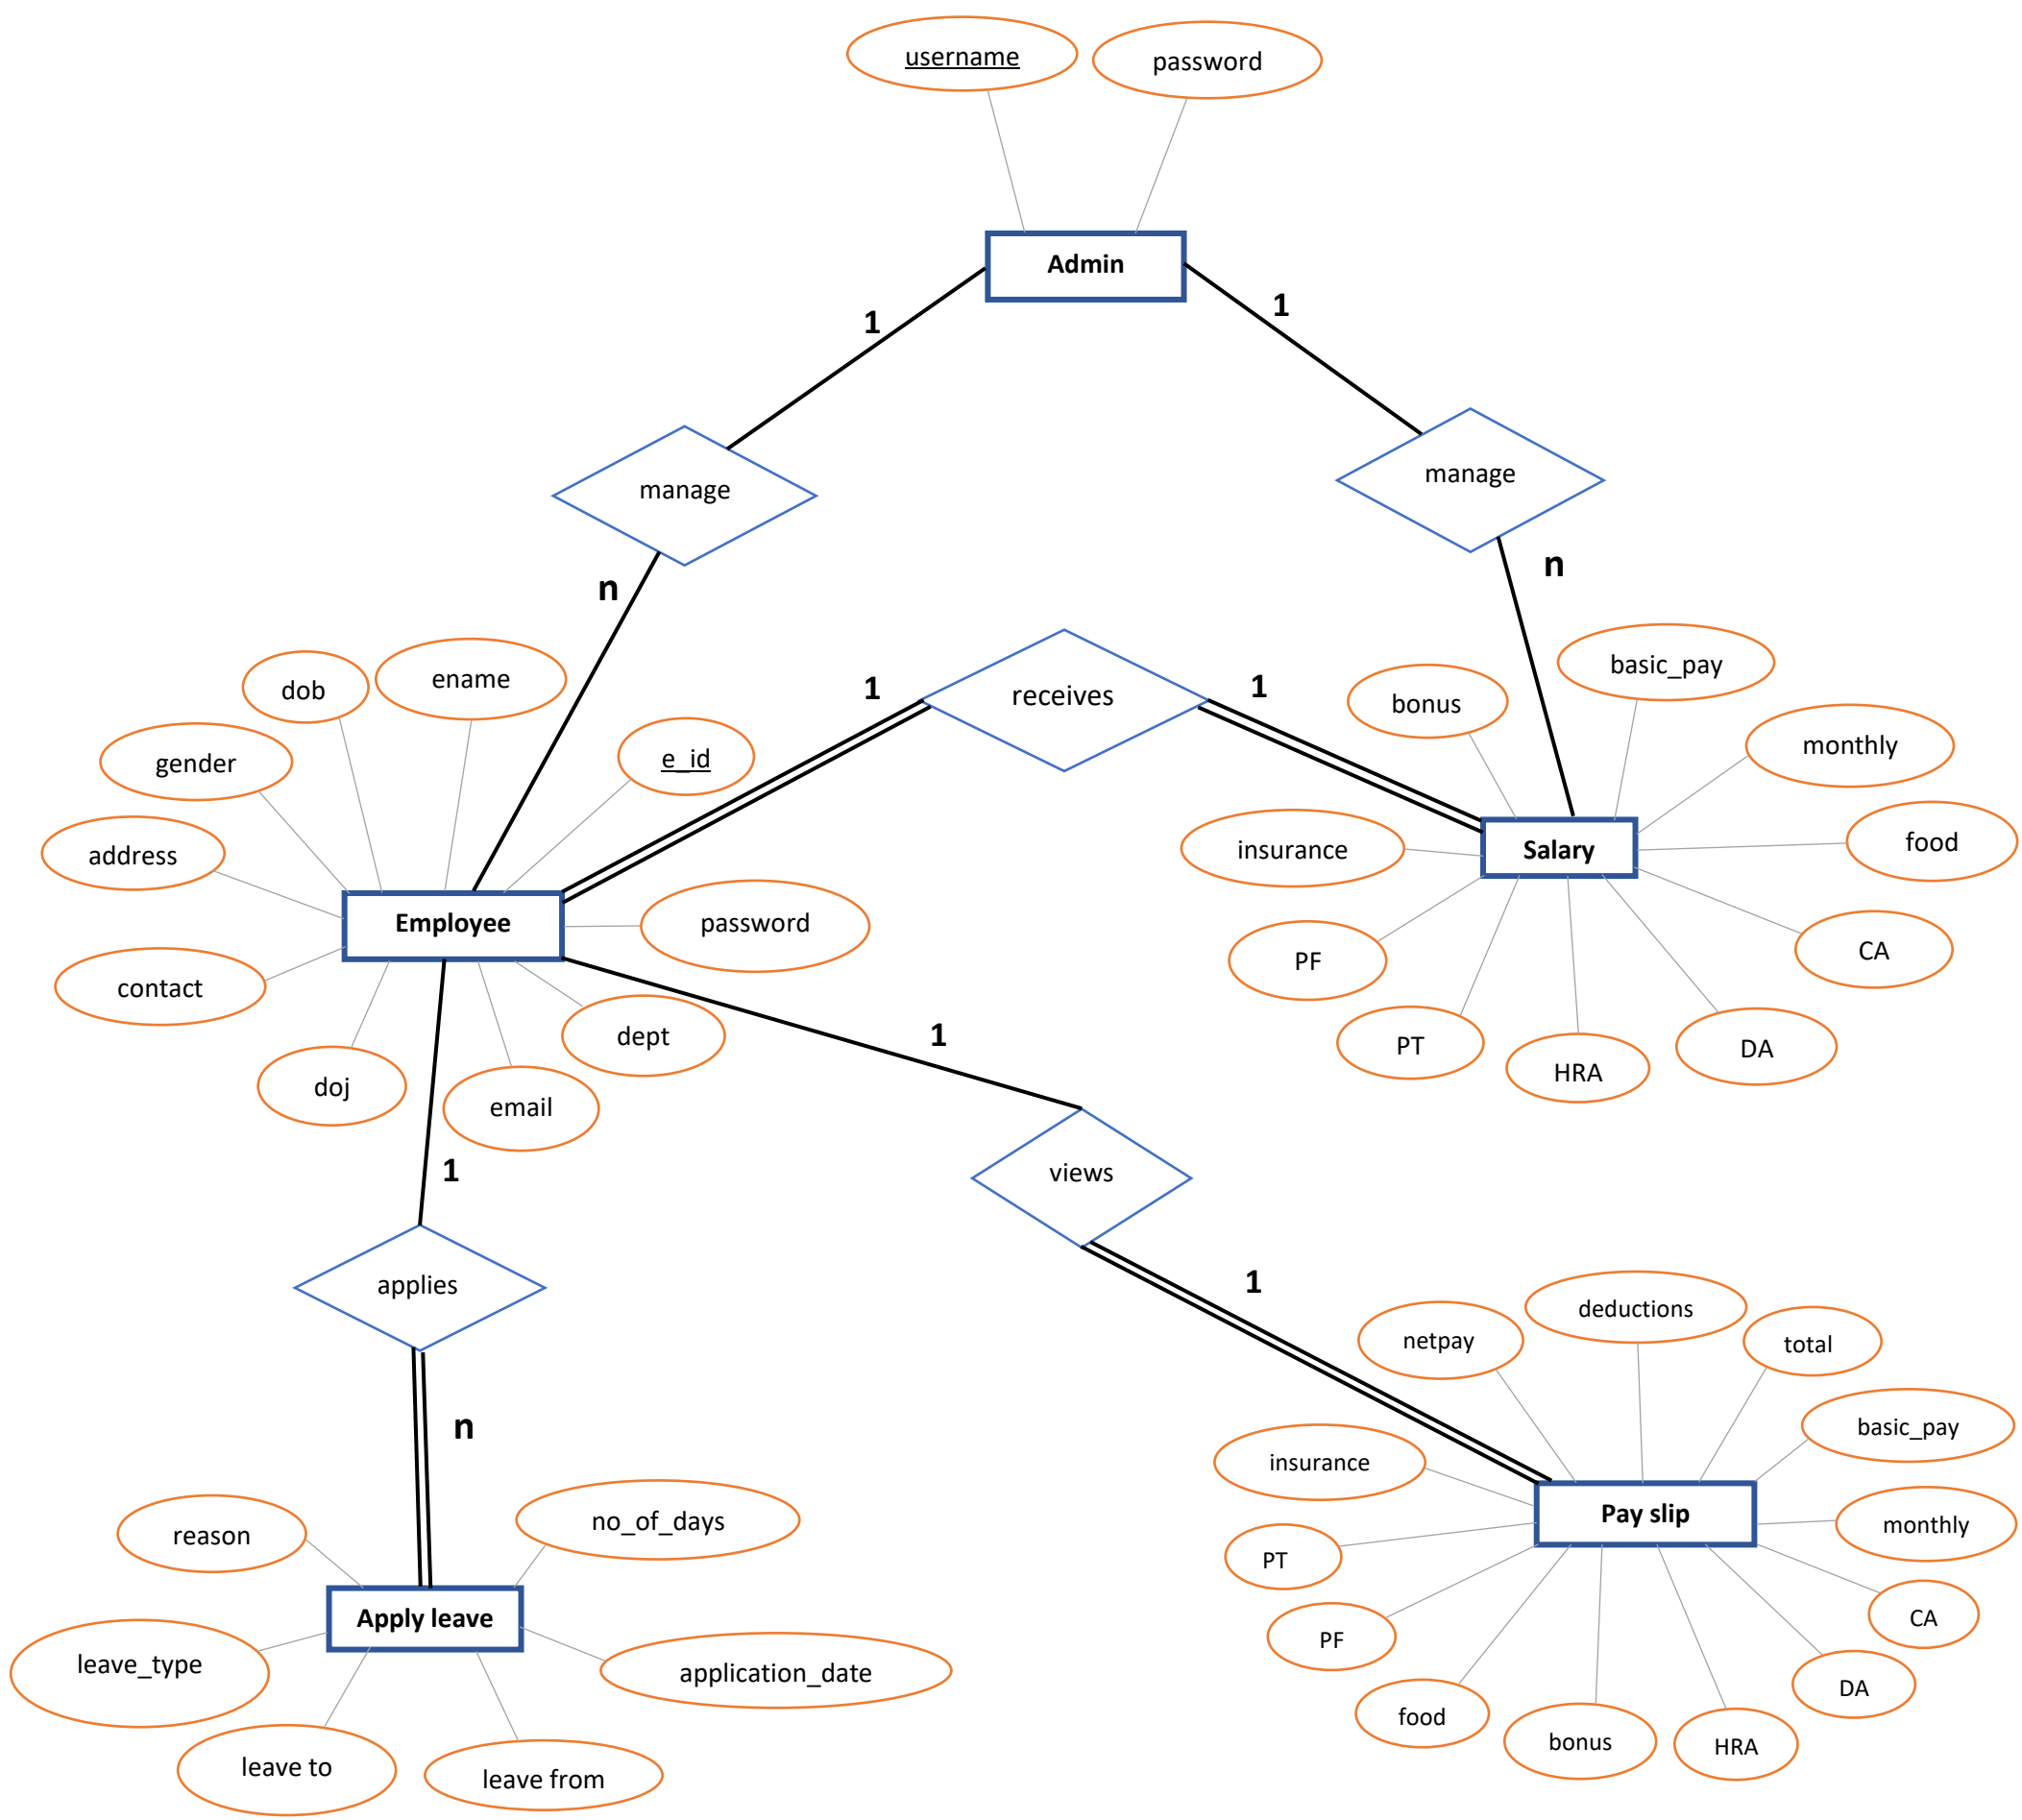 username
password
Admin
1
1
manage
manage
n
n
dob
ename
gender
e_id
address
Employee
password
contact
dept
doj
email
1
receives
1
bonus
basic_pay
monthly
insurance
Salary
food
PF
CA
PT
HRA
DA
1
views
1
1
applies
n
reason
no_of_days
Apply leave
leave_type
application_date
leave to
leave from
netpay
deductions
total
basic_pay
insurance
Pay slip
monthly
PT
CA
PF
DA
food
bonus
HRA